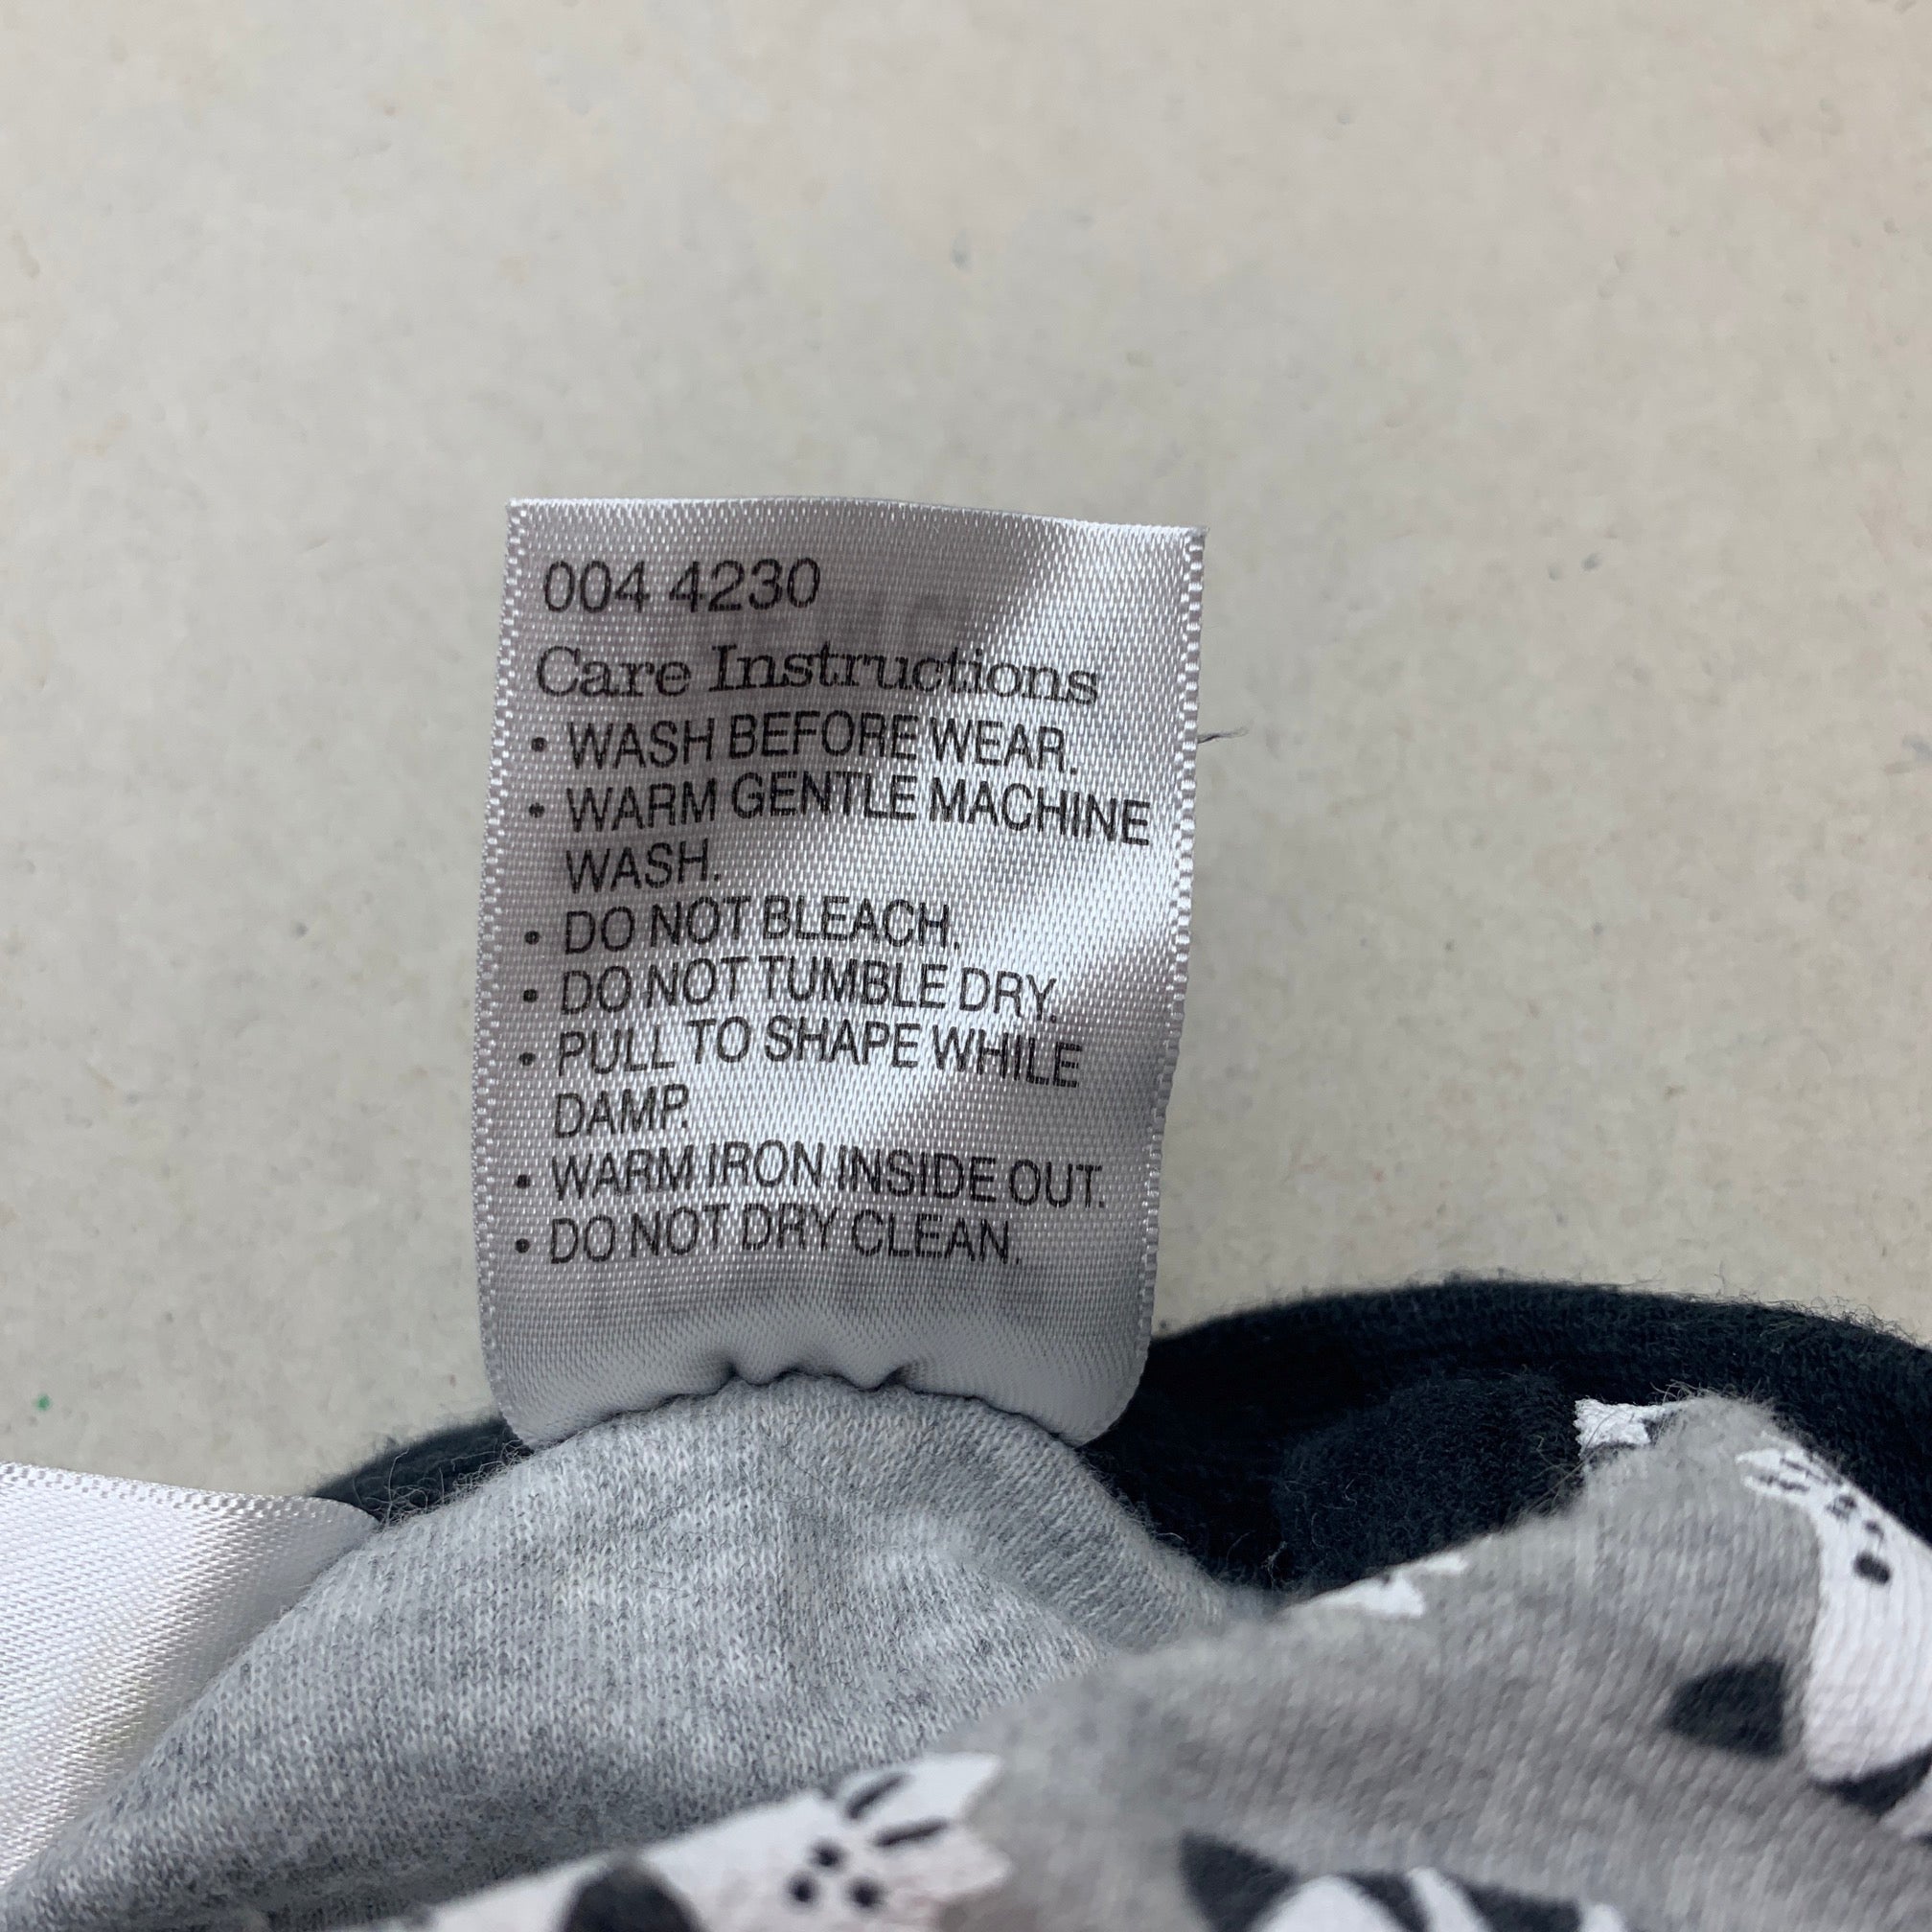 004 4230
Care Instructions
• WASH BEFORE WEAR.
• WARM GENTLE MACHINE
WASH.
• DO NOT BLEACH.
• DO NOT TUMBLE DRY.
• PULL TO SHAPE WHILE
DAMP.
• WARM IRON INSIDE OUT.
• DO NOT DRY CLEAN.